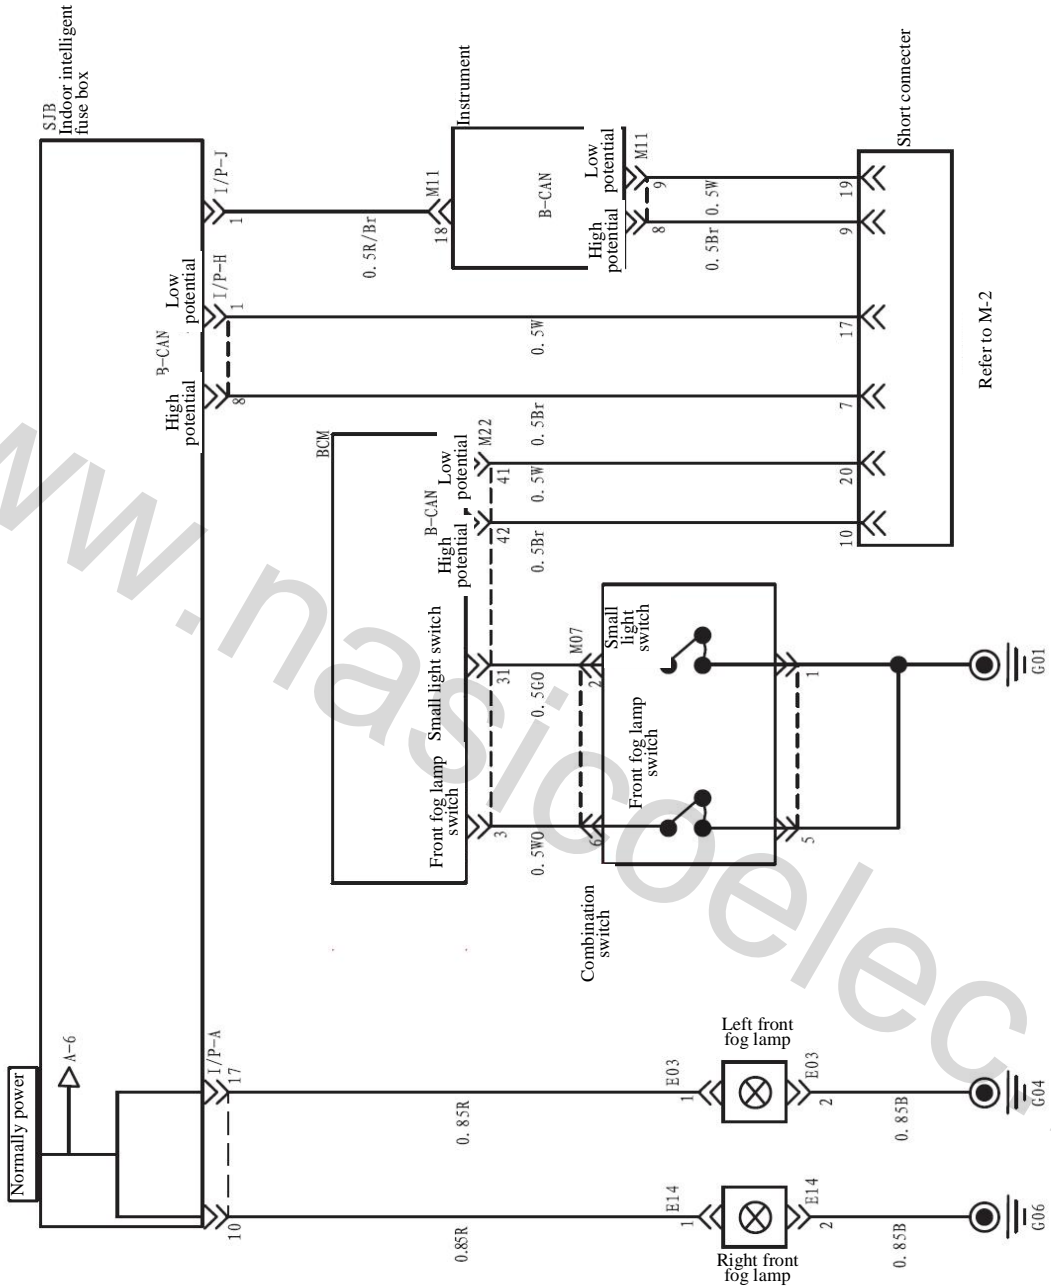 SJB
Indoor intelligent
fuse box
Normally power
A-6
I/P-A
17
10
High
potential
B-CAN
Low
potential
I/P-H
8
1
I/P-J
1
0.5R/Br
18
M11
Instrument
B-CAN
High
potential
Low
potential
M11
8
9
0.5Br
0.5W
BCM
Front fog lamp
switch
Small light switch
High
potential
B-CAN
Low
potential
M22
3
31
42
41
0.5WO
0.5GO
0.5Br
0.5W
0.5Br
0.5W
M07
6
2
Combination
switch
Front fog lamp
switch
Small
light
switch
5
1
G01
10
20
7
17
9
19
Short connecter
Refer to M-2
0.85R
0.85R
E14
1
E03
1
Right front
fog lamp
Left front
fog lamp
E14
2
E03
2
0.85B
0.85B
G06
G04
www.nasicoelec.